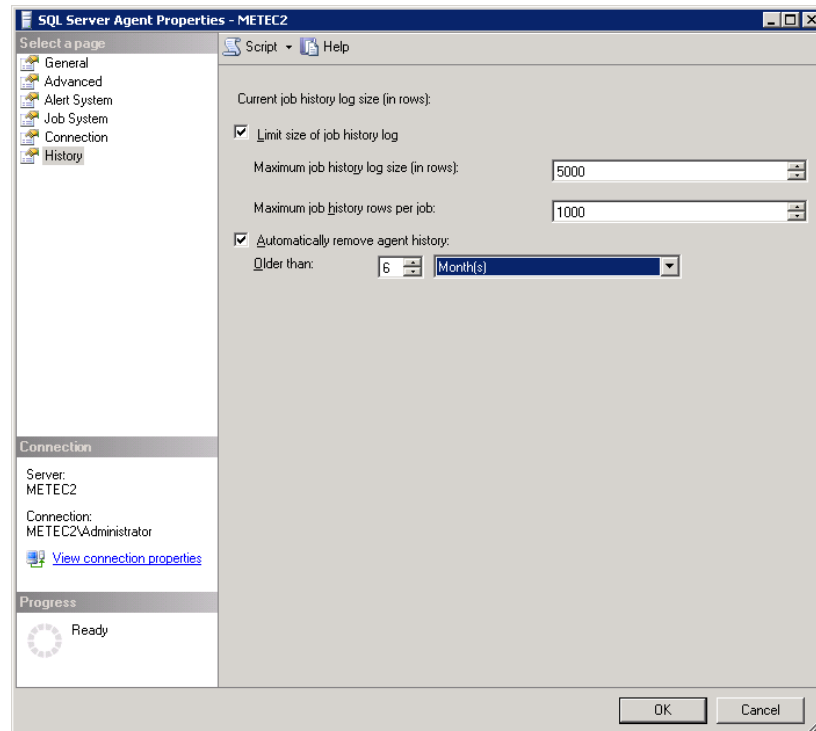 SQL Server Agent Properties - METEC2
Select a page
General
Advanced
Alert System
Job System
Connection
History
Script Help
Current job history log size (in rows):
Limit size of job history log
Maximum job history log size (in rows): 5000
Maximum job history rows per job: 1000
Automatically remove agent history:
Older than: 6 Month(s)
Connection
Server:
METEC2
Connection:
METEC2\Administrator
View connection properties
Progress
Ready
OK Cancel